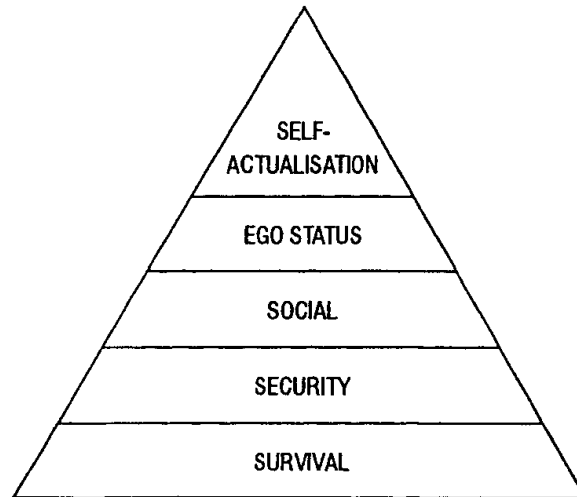 SELF-
ACTUALISATION
EGO STATUS
SOCIAL
SECURITY
SURVIVAL